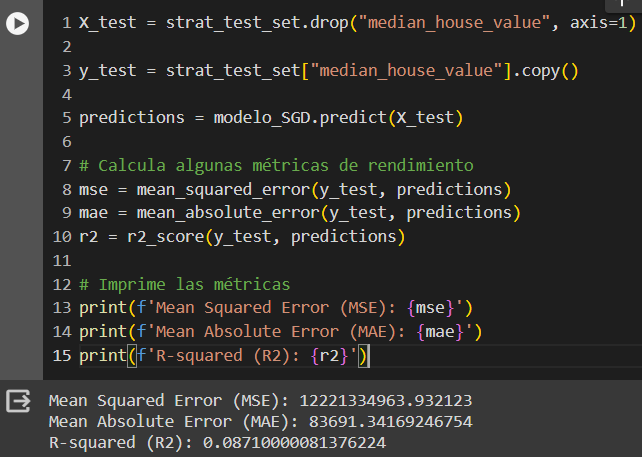 1 X_test = strat_test_set.drop("median_house_value", axis=1)
2
3 y_test = strat_test_set["median_house_value"].copy()
4
5 predictions = modelo_SGD.predict(X_test)
6
7 # Calcula algunas métricas de rendimiento
8 mse = mean_squared_error(y_test, predictions)
9 mae = mean_absolute_error(y_test, predictions)
10 r2 = r2_score(y_test, predictions)
11
12 # Imprime las métricas
13 print(f'Mean Squared Error (MSE): {mse}')
14 print(f'Mean Absolute Error (MAE): {mae}')
15 print(f'R-squared (R2): {r2}')
Mean Squared Error (MSE): 12221334963.932123
Mean Absolute Error (MAE): 83691.34169246754
R-squared (R2): 0.08710000081376224